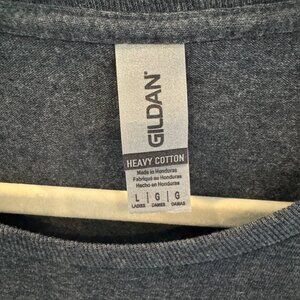 GILDAN
HEAVY COTTON
Made in Honduras
Fabriqué au Honduras
Hecho en Honduras
L G G
LADIES DAMES DAMAS